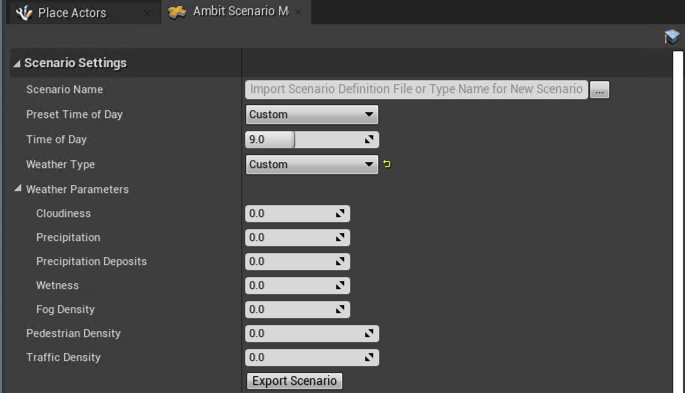 Place Actors
Ambit Scenario M
Scenario Settings
Scenario Name Import Scenario Definition File or Type Name for New Scenario ...
Preset Time of Day Custom
Time of Day 9.0
Weather Type Custom
Weather Parameters
Cloudiness 0.0
Precipitation 0.0
Precipitation Deposits 0.0
Wetness 0.0
Fog Density 0.0
Pedestrian Density 0.0
Traffic Density 0.0
Export Scenario